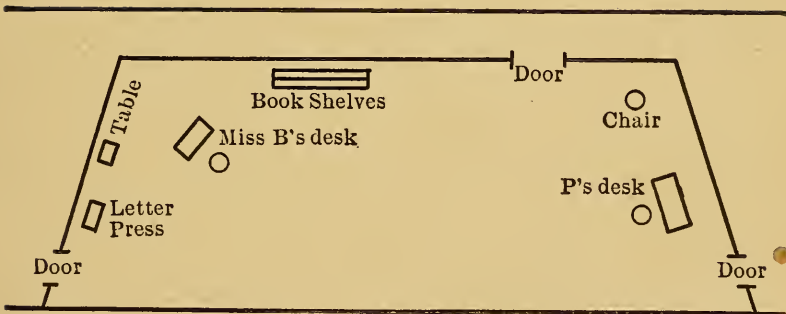 Door
Book Shelves
Table
Chair
Miss B's desk
P's desk
Letter
Press
Door
Door